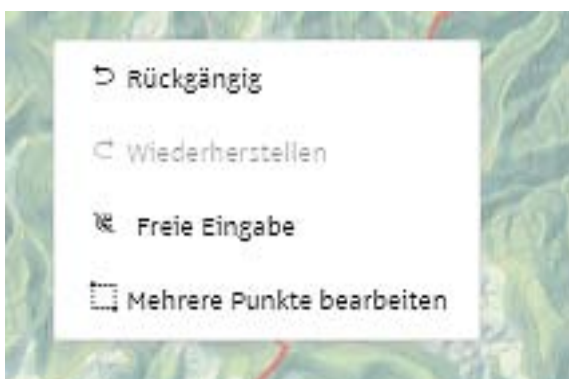 Rückgängig
Wiederherstellen
Freie Eingabe
Mehrere Punkte bearbeiten